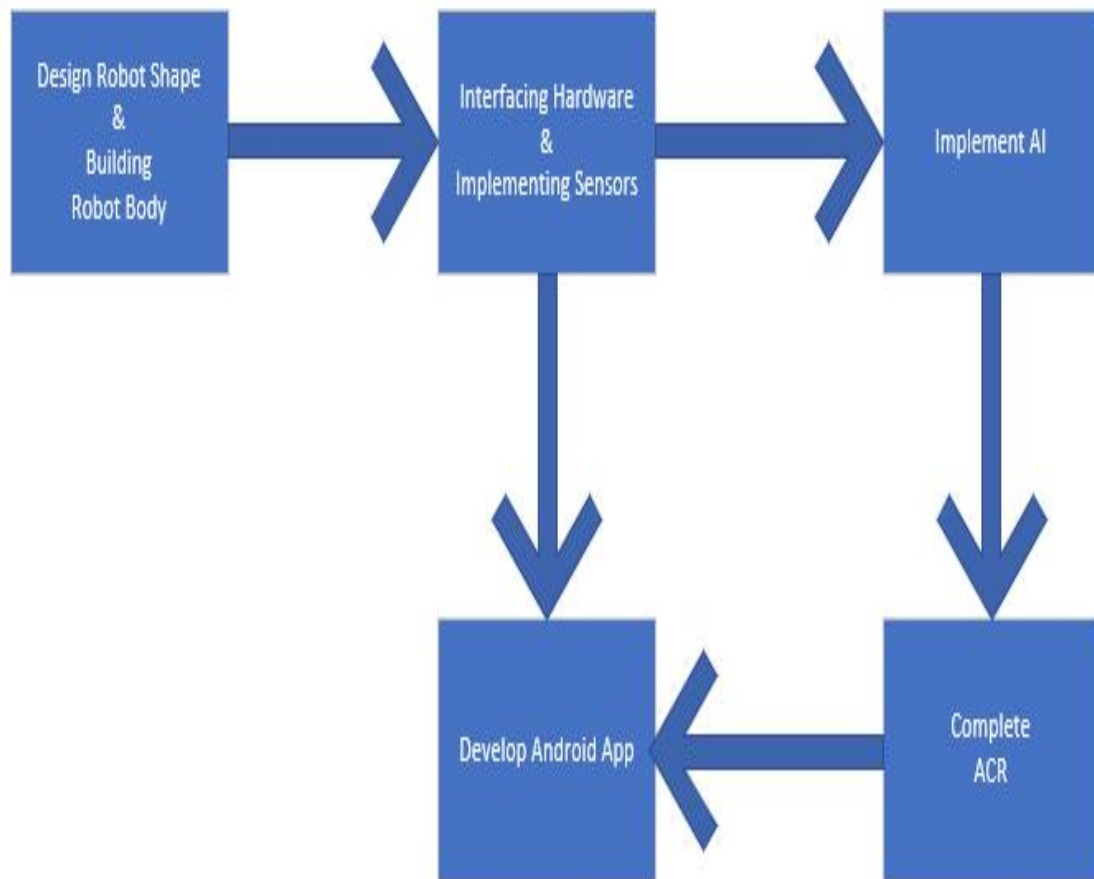 Design Robot Shape
&
Building
Robot Body
Interfacing Hardware
&
Implementing Sensors
Implement AI
Develop Android App
Complete
ACR